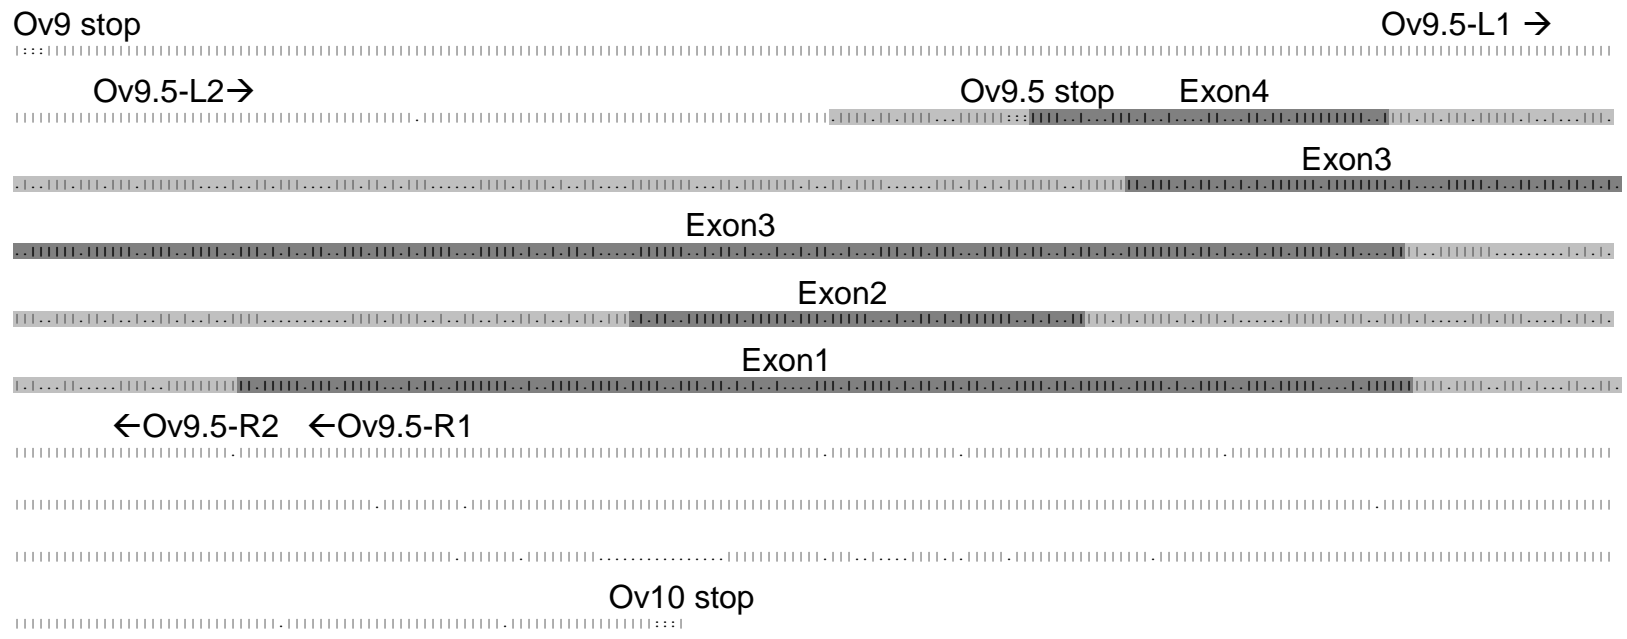 Ov9 stop Ov9.5-L1 →
Ov9.5-L2→ Ov9.5 stop Exon4
Exon3
Exon3
Exon2
Exon1
←Ov9.5-R2 ←Ov9.5-R1
Ov10 stop